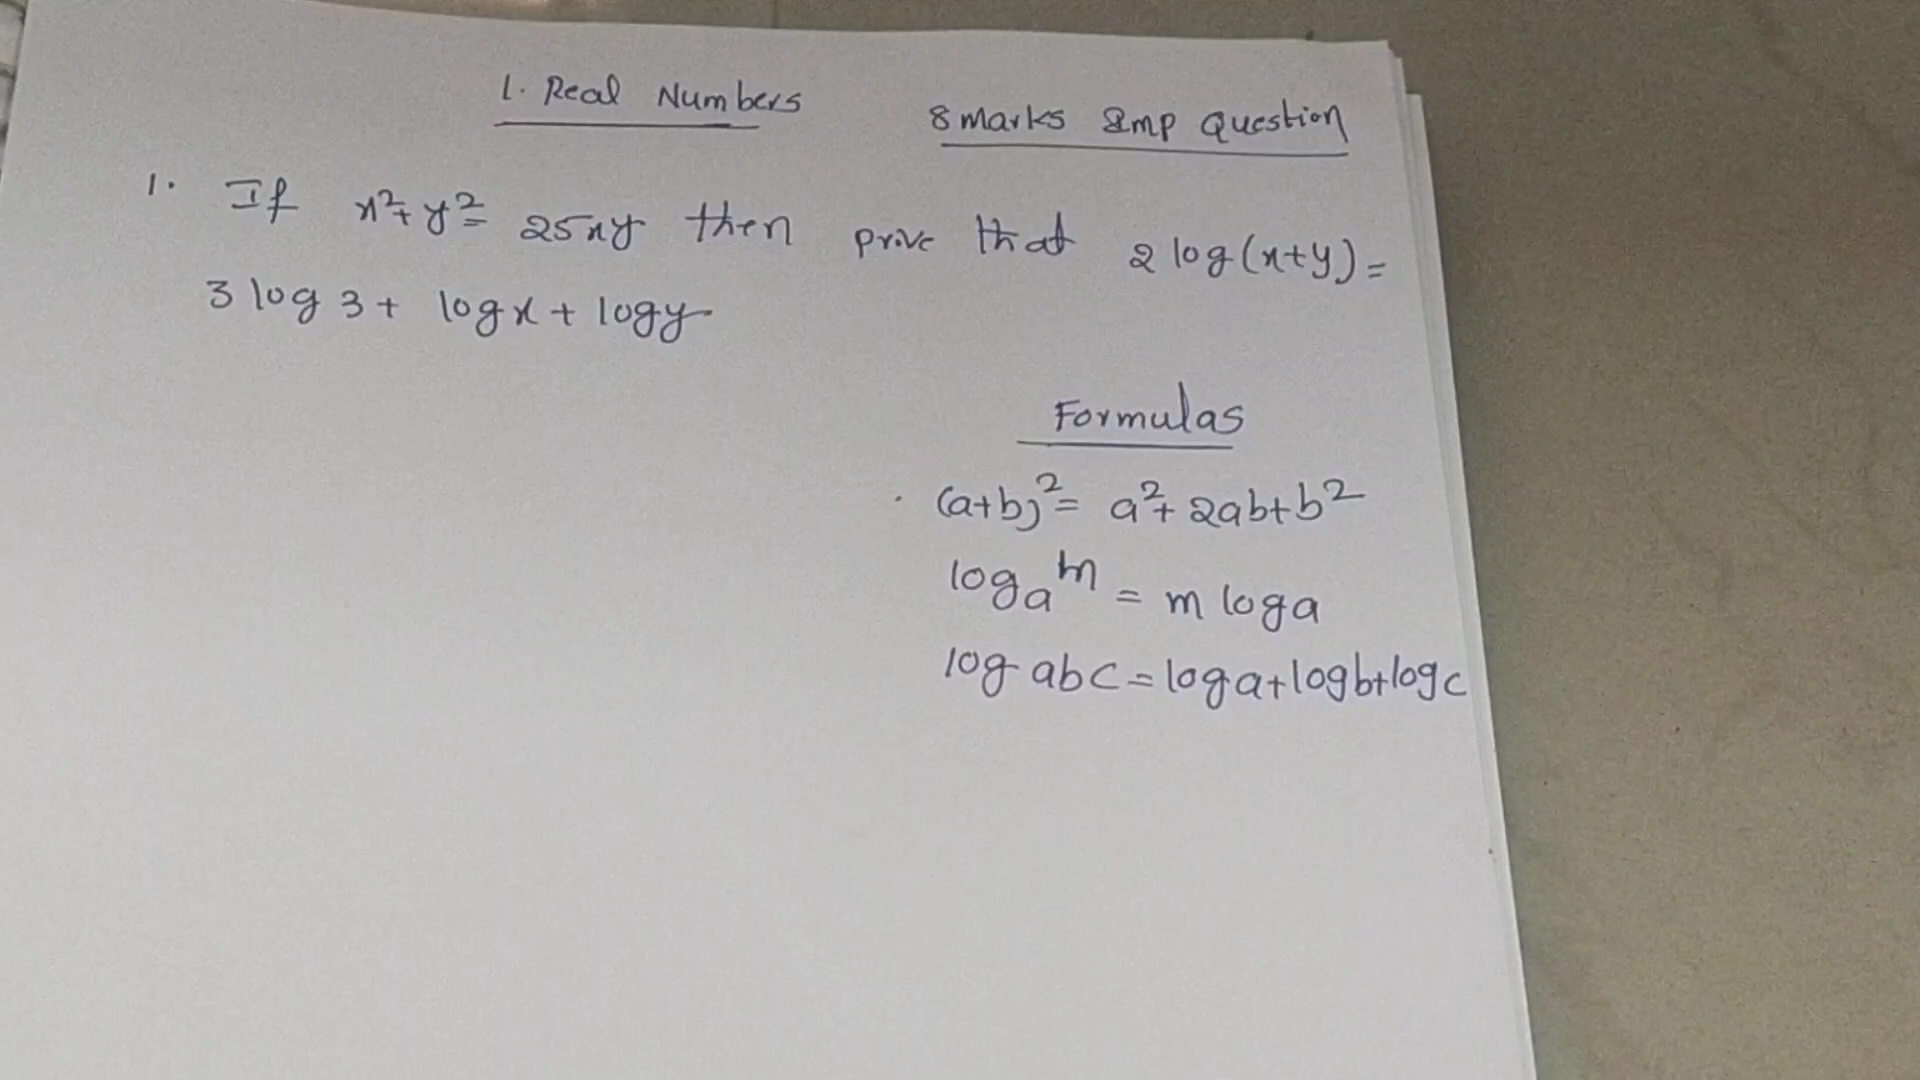 1. Real Numbers
8 marks Imp Question
1. If x²+y²= 25xy then prove that 2 log(x+y)=
3 log 3+ log x + log y
Formulas
(a+b)²= a²+ 2ab+b²
log a^m = m log a
log abc = log a+log b+log c